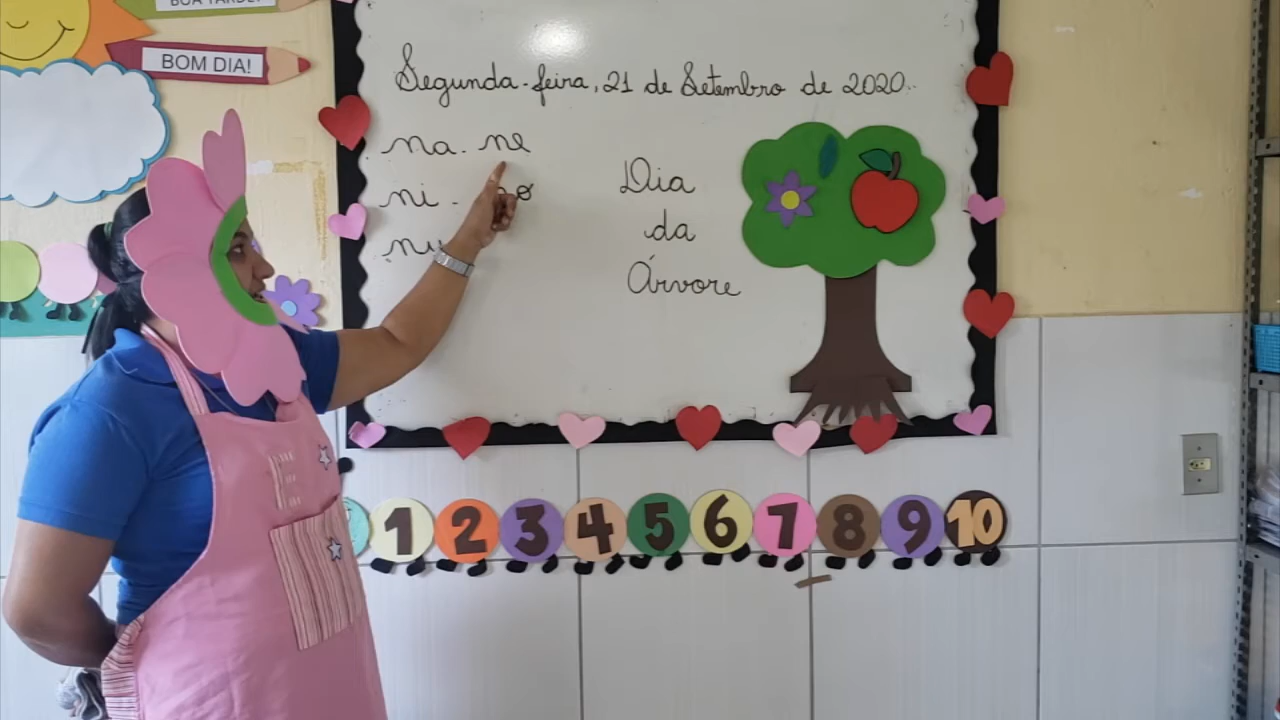 BOA TARDE!
BOM DIA!
Segunda-feira, 21 de Setembro de 2020.
na. ne
ni -
nu
Dia
da
Árvore
1 2 3 4 5 6 7 8 9 10